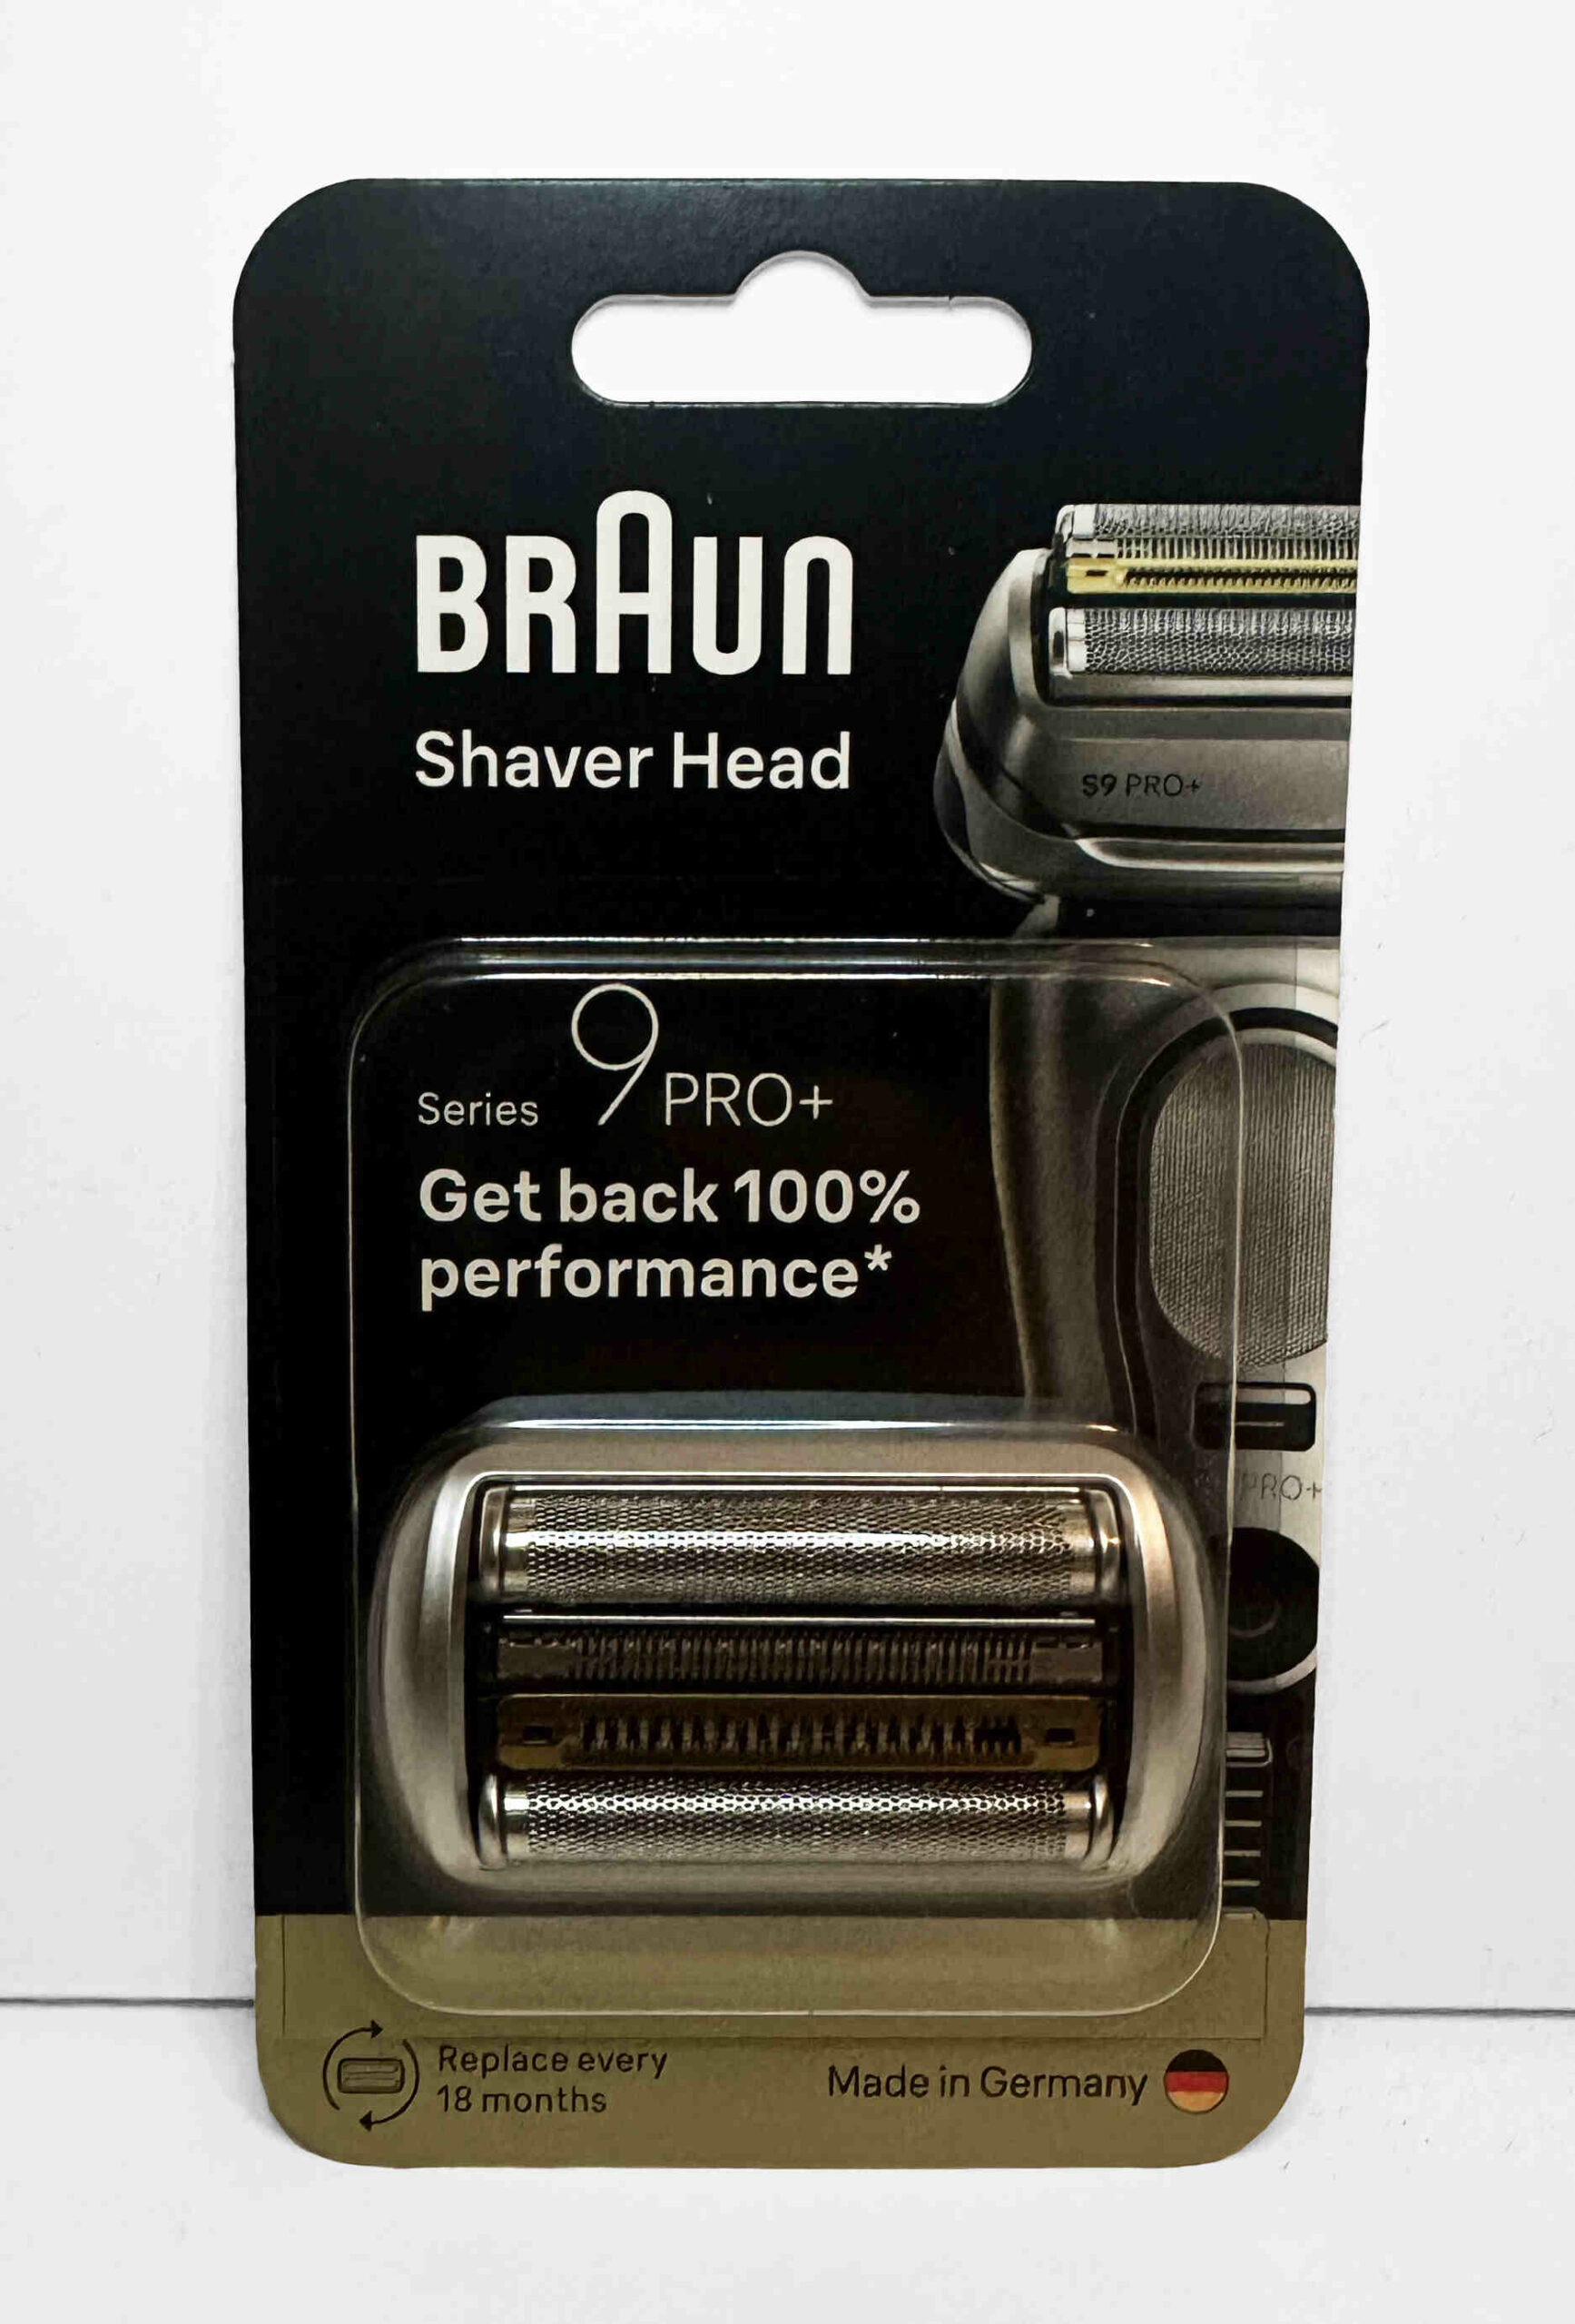 BRAUN
Shaver Head
S9 PRO+
Series 9 PRO+
Get back 100%
performance*
PRO+
Replace every
18 months
Made in Germany